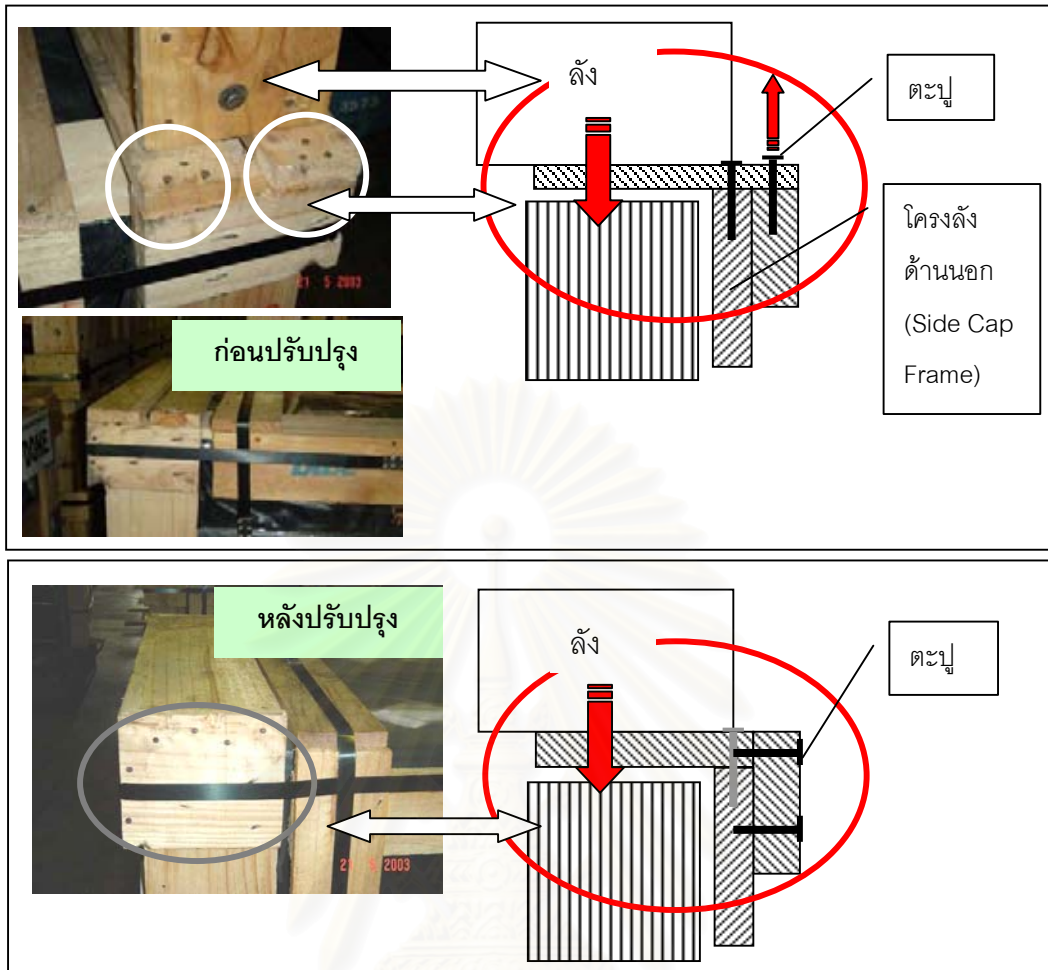 ลัง
ตะปู
โครงลัง
ด้านนอก
(Side Cap
Frame)
21 5 2003
ก่อนปรับปรุง
หลังปรับปรุง
ลัง
ตะปู
21 5 2003